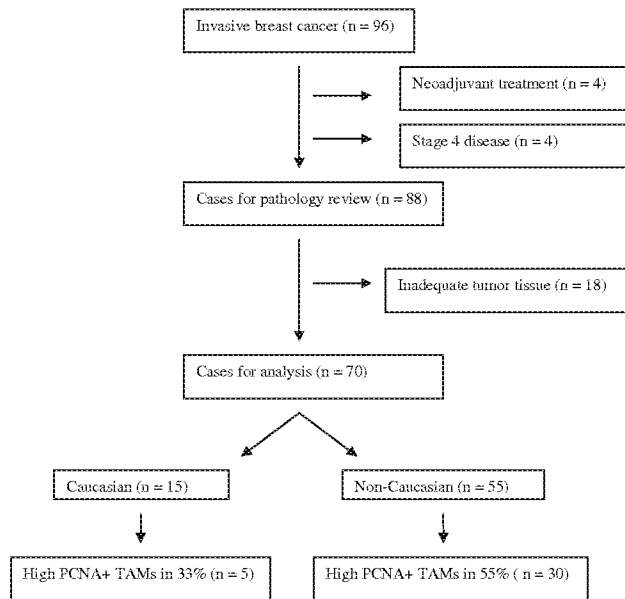 Invasive breast cancer (n = 96)
Neoadjuvant treatment (n = 4)
Stage 4 disease (n = 4)
Cases for pathology review (n = 88)
Inadequate tumor tissue (n = 18)
Cases for analysis (n = 70)
Caucasian (n = 15)
Non-Caucasian (n = 55)
High PCNA+ TAMs in 33% (n = 5)
High PCNA+ TAMs in 55% ( n = 30)